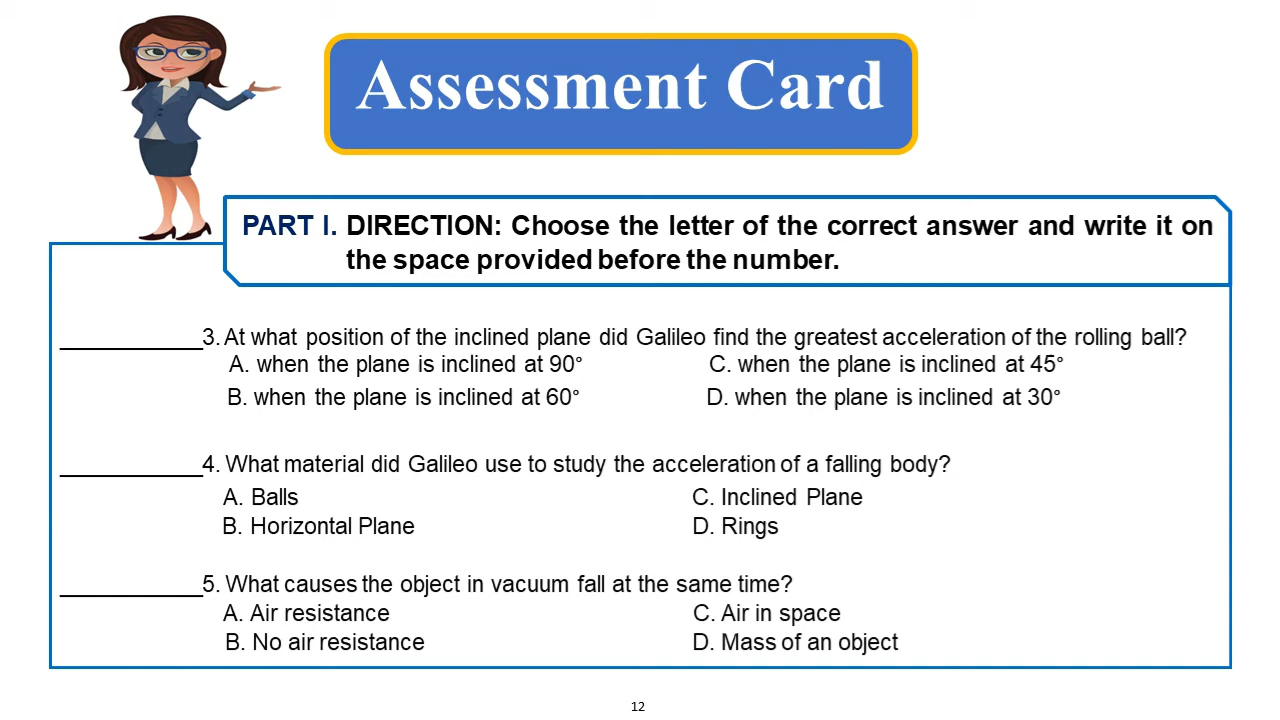 Assessment Card
PART I. DIRECTION: Choose the letter of the correct answer and write it on
the space provided before the number.
___________3. At what position of the inclined plane did Galileo find the greatest acceleration of the rolling ball?
A. when the plane is inclined at 90° C. when the plane is inclined at 45°
B. when the plane is inclined at 60° D. when the plane is inclined at 30°
___________4. What material did Galileo use to study the acceleration of a falling body?
A. Balls C. Inclined Plane
B. Horizontal Plane D. Rings
___________5. What causes the object in vacuum fall at the same time?
A. Air resistance C. Air in space
B. No air resistance D. Mass of an object
12